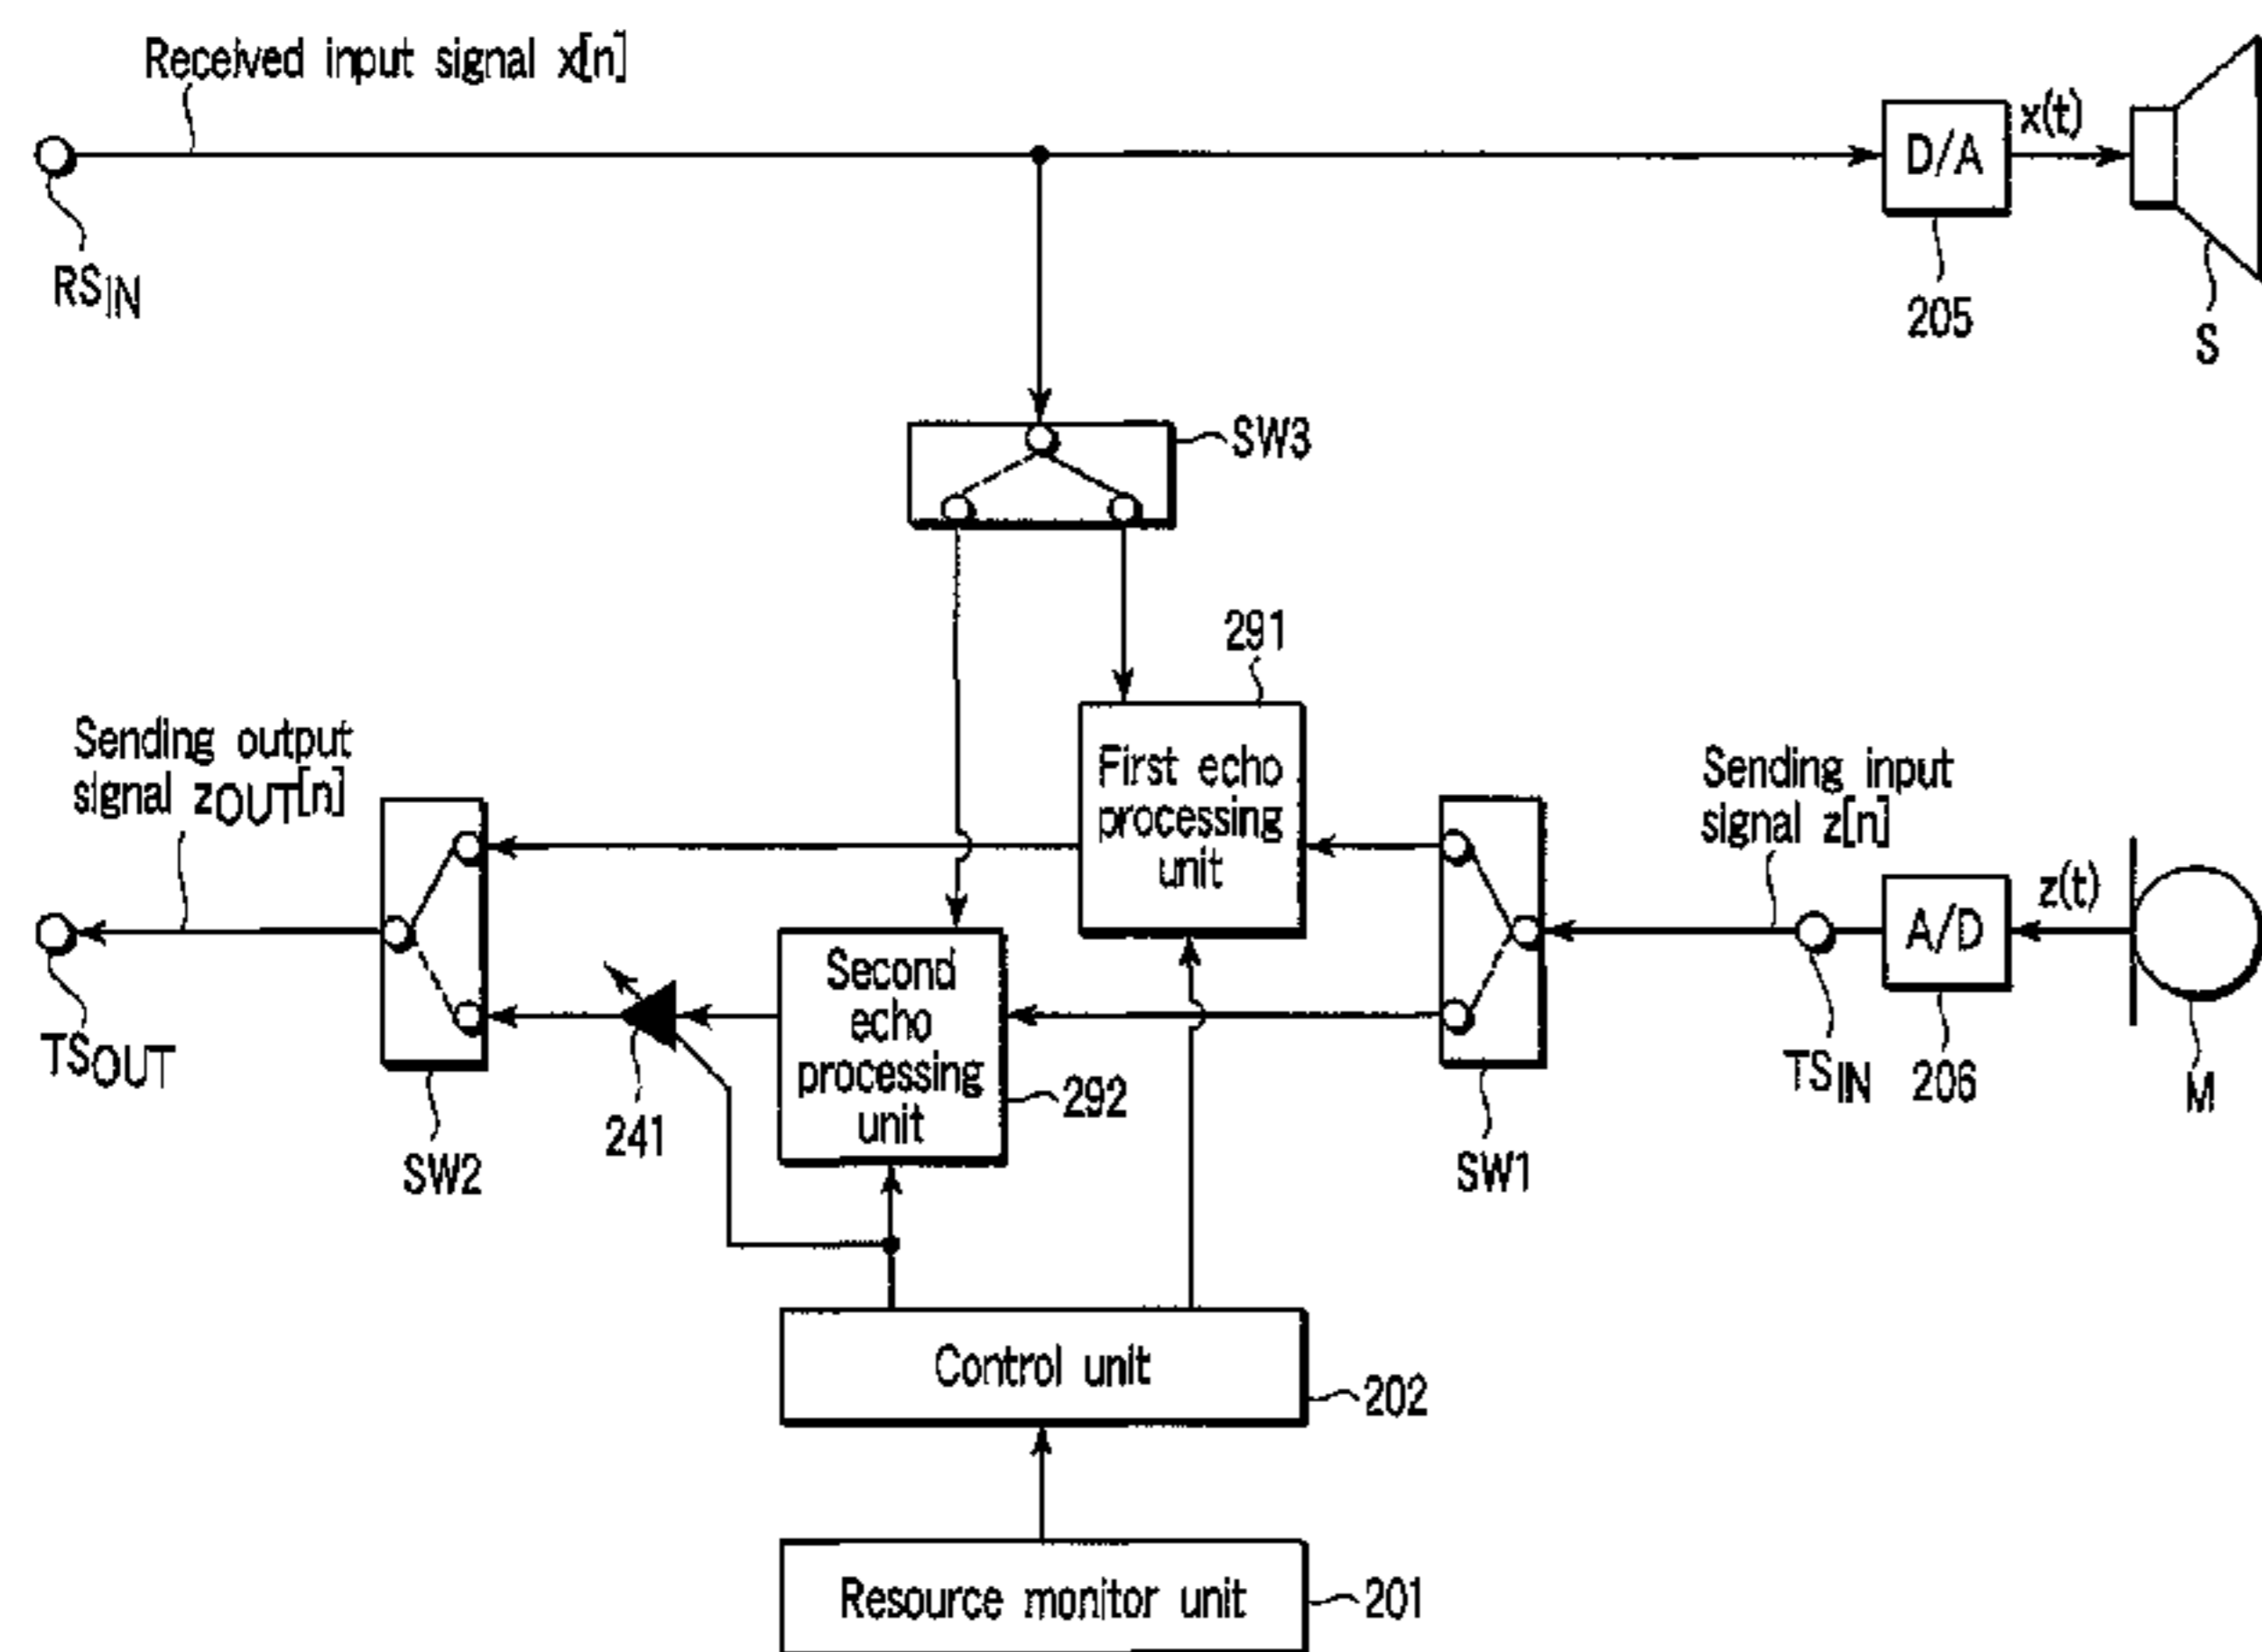 Received input signal x[n]
RSIN
D/A
x(t)
205
S
SW3
291
First echo
processing
unit
Sending output
signal zOUT[n]
Sending input
signal z[n]
A/D
z(t)
TSOUT
SW2
241
Second
echo
processing
unit
292
SW1
TSIN
206
M
Control unit
202
Resource monitor unit
201